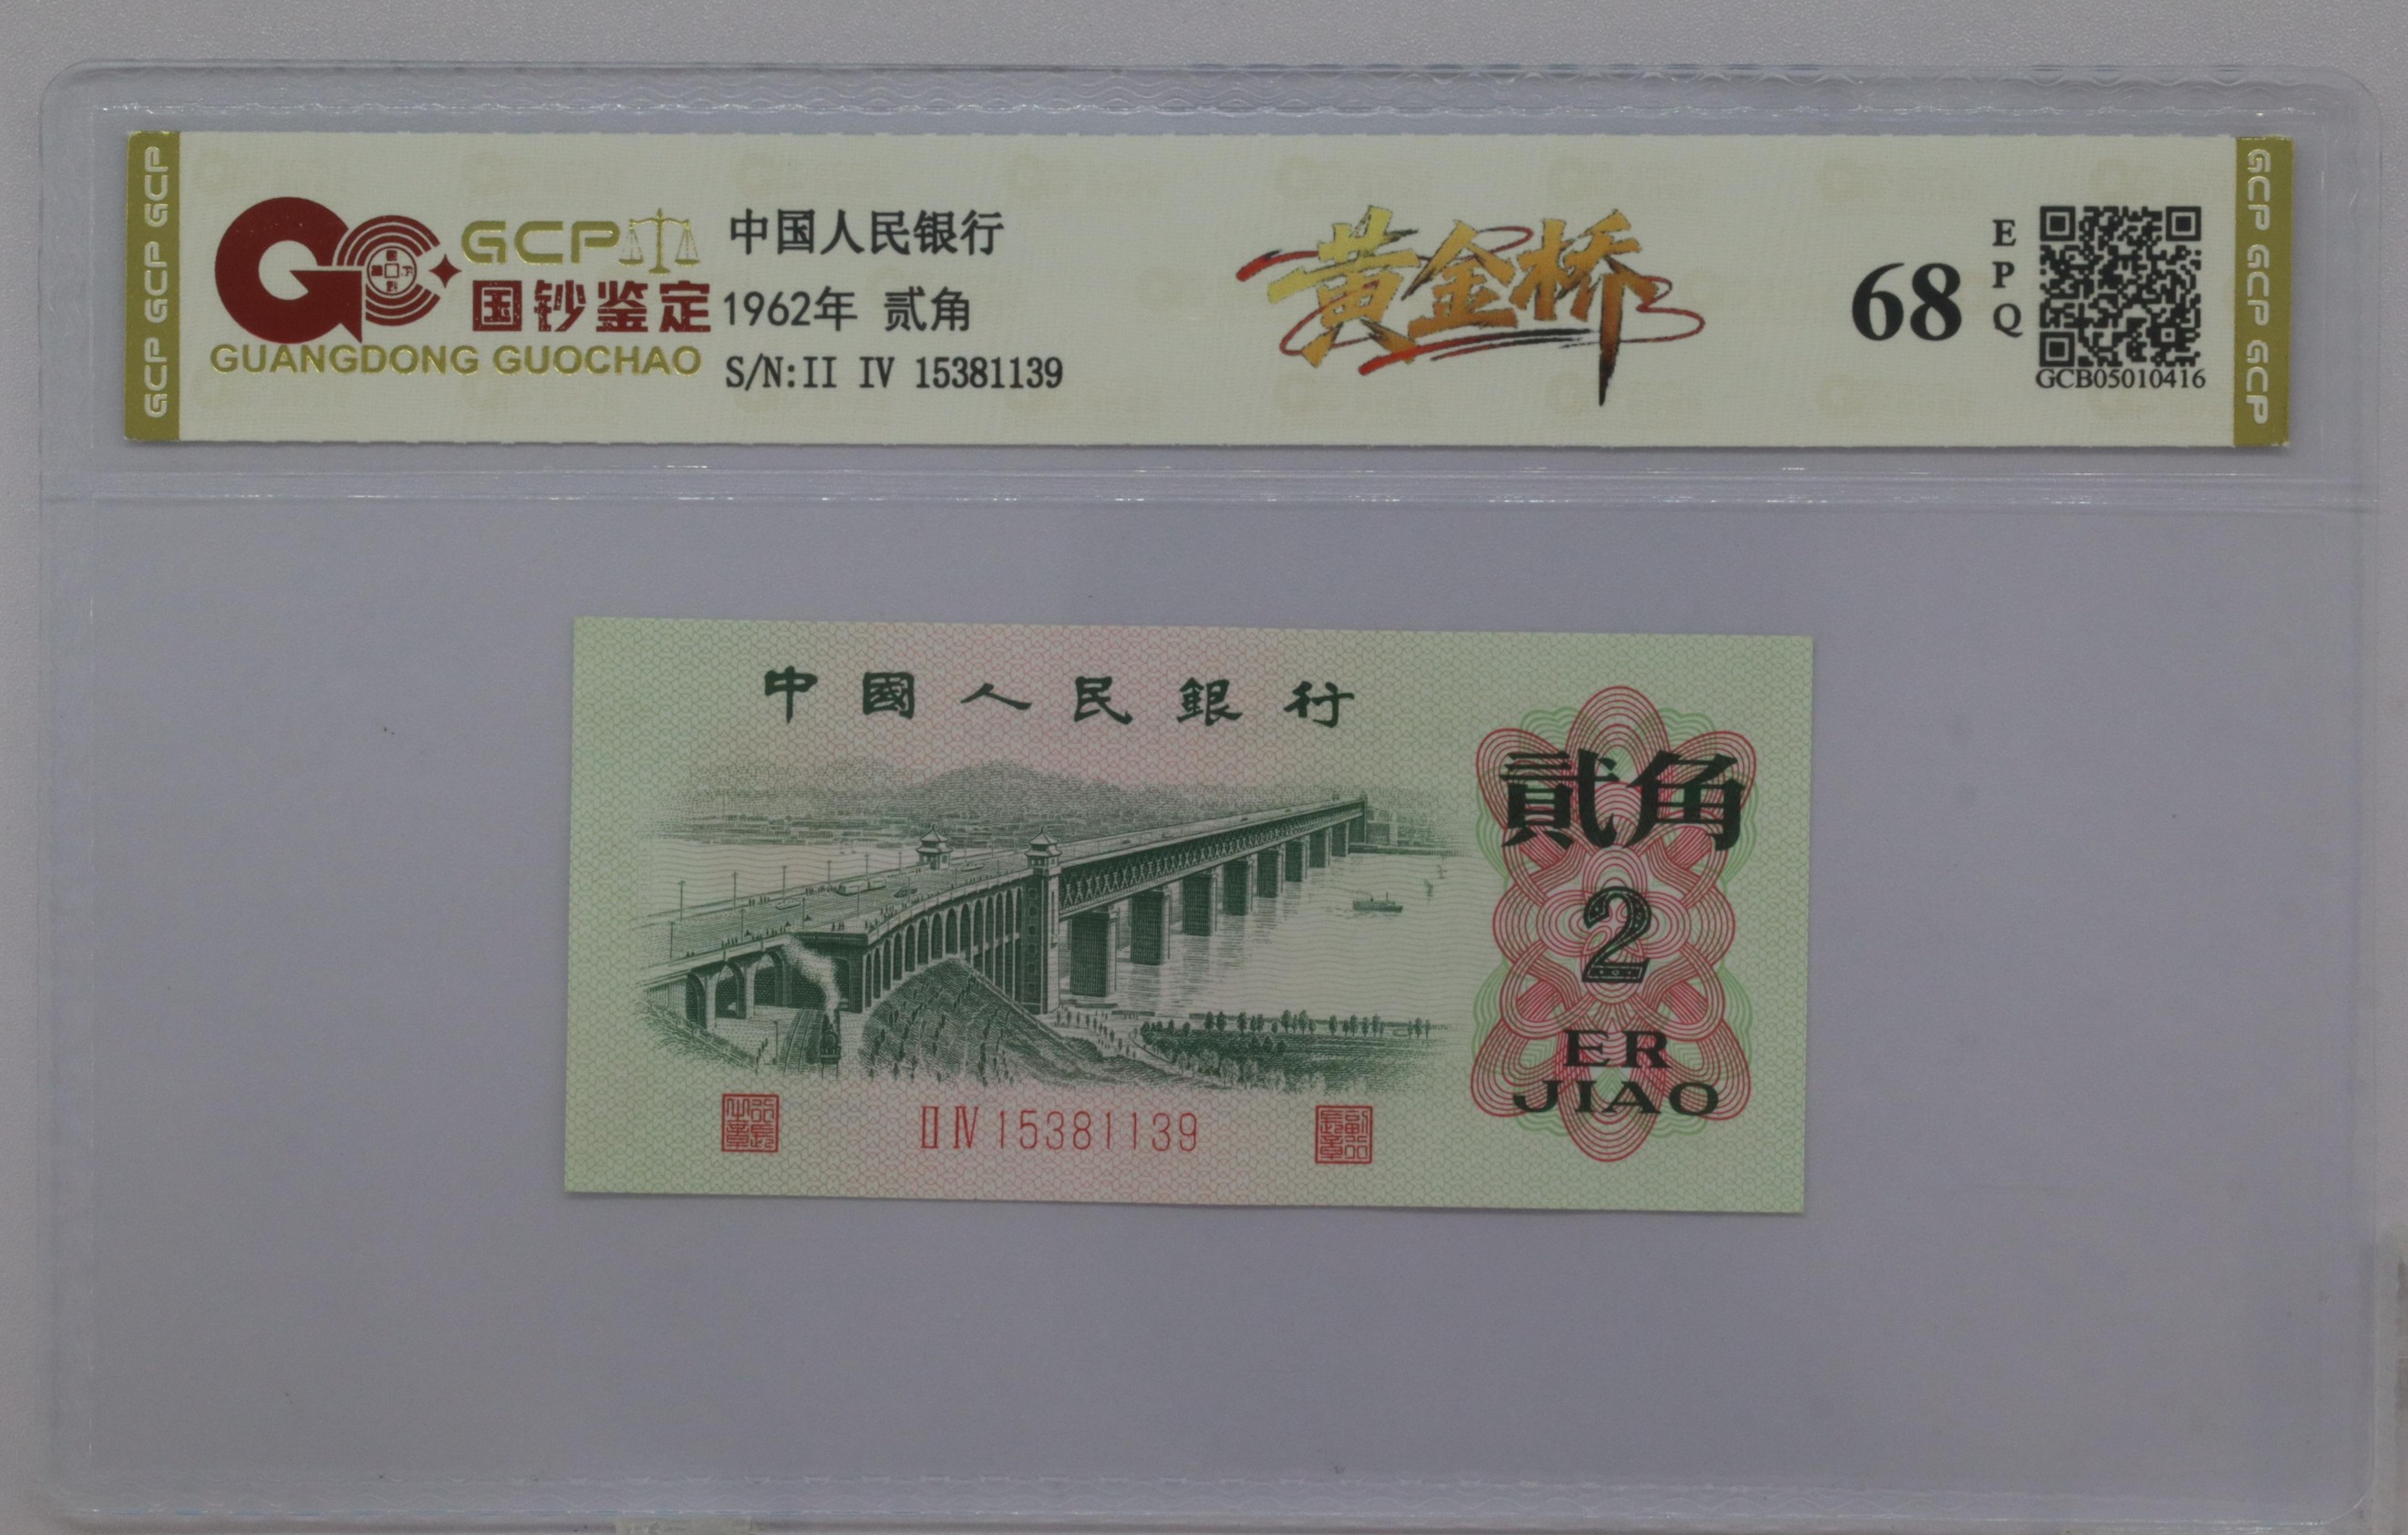 GCP GCP GCP
GCP
国钞鉴定
GUANGDONG GUOCHAO
中国人民银行
1962年 贰角
S/N:II IV 15381139
黄金桥
68
EPQ
GCB05010416
GCP GCP GCP
中國人民銀行
貳角
2
ER
JIAO
II IV 15381139